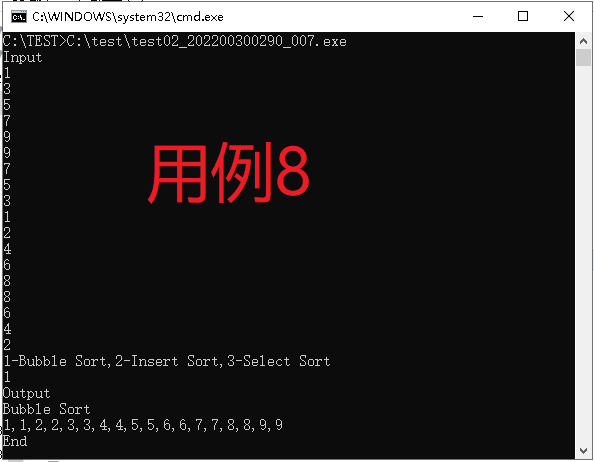 C:\WINDOWS\system32\cmd.exe
C:\TEST>C:\test\test02_202200300290_007.exe
Input
1
3
5
7
9
9
7
5
3
1
2
4
6
8
8
6
4
2
用例8
1-Bubble Sort,2-Insert Sort,3-Select Sort
1
Output
Bubble Sort
1,1,2,2,3,3,4,4,5,5,6,6,7,7,8,8,9,9
End